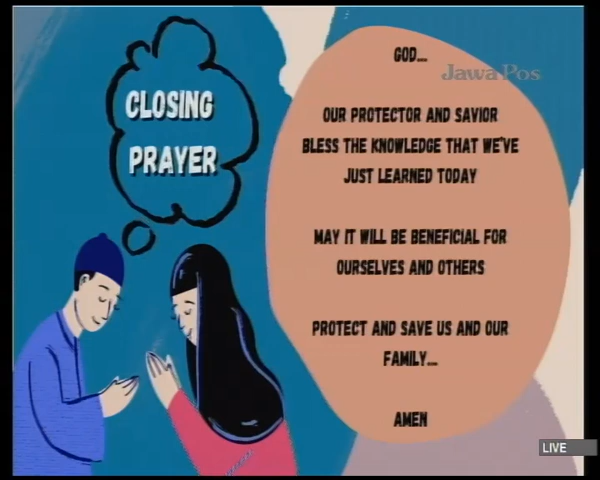 CLOSING
PRAYER
GOD...
Jawa Pos
OUR PROTECTOR AND SAVIOR
BLESS THE KNOWLEDGE THAT WE'VE
JUST LEARNED TODAY
MAY IT WILL BE BENEFICIAL FOR
OURSELVES AND OTHERS
PROTECT AND SAVE US AND OUR
FAMILY...
AMEN
LIVE